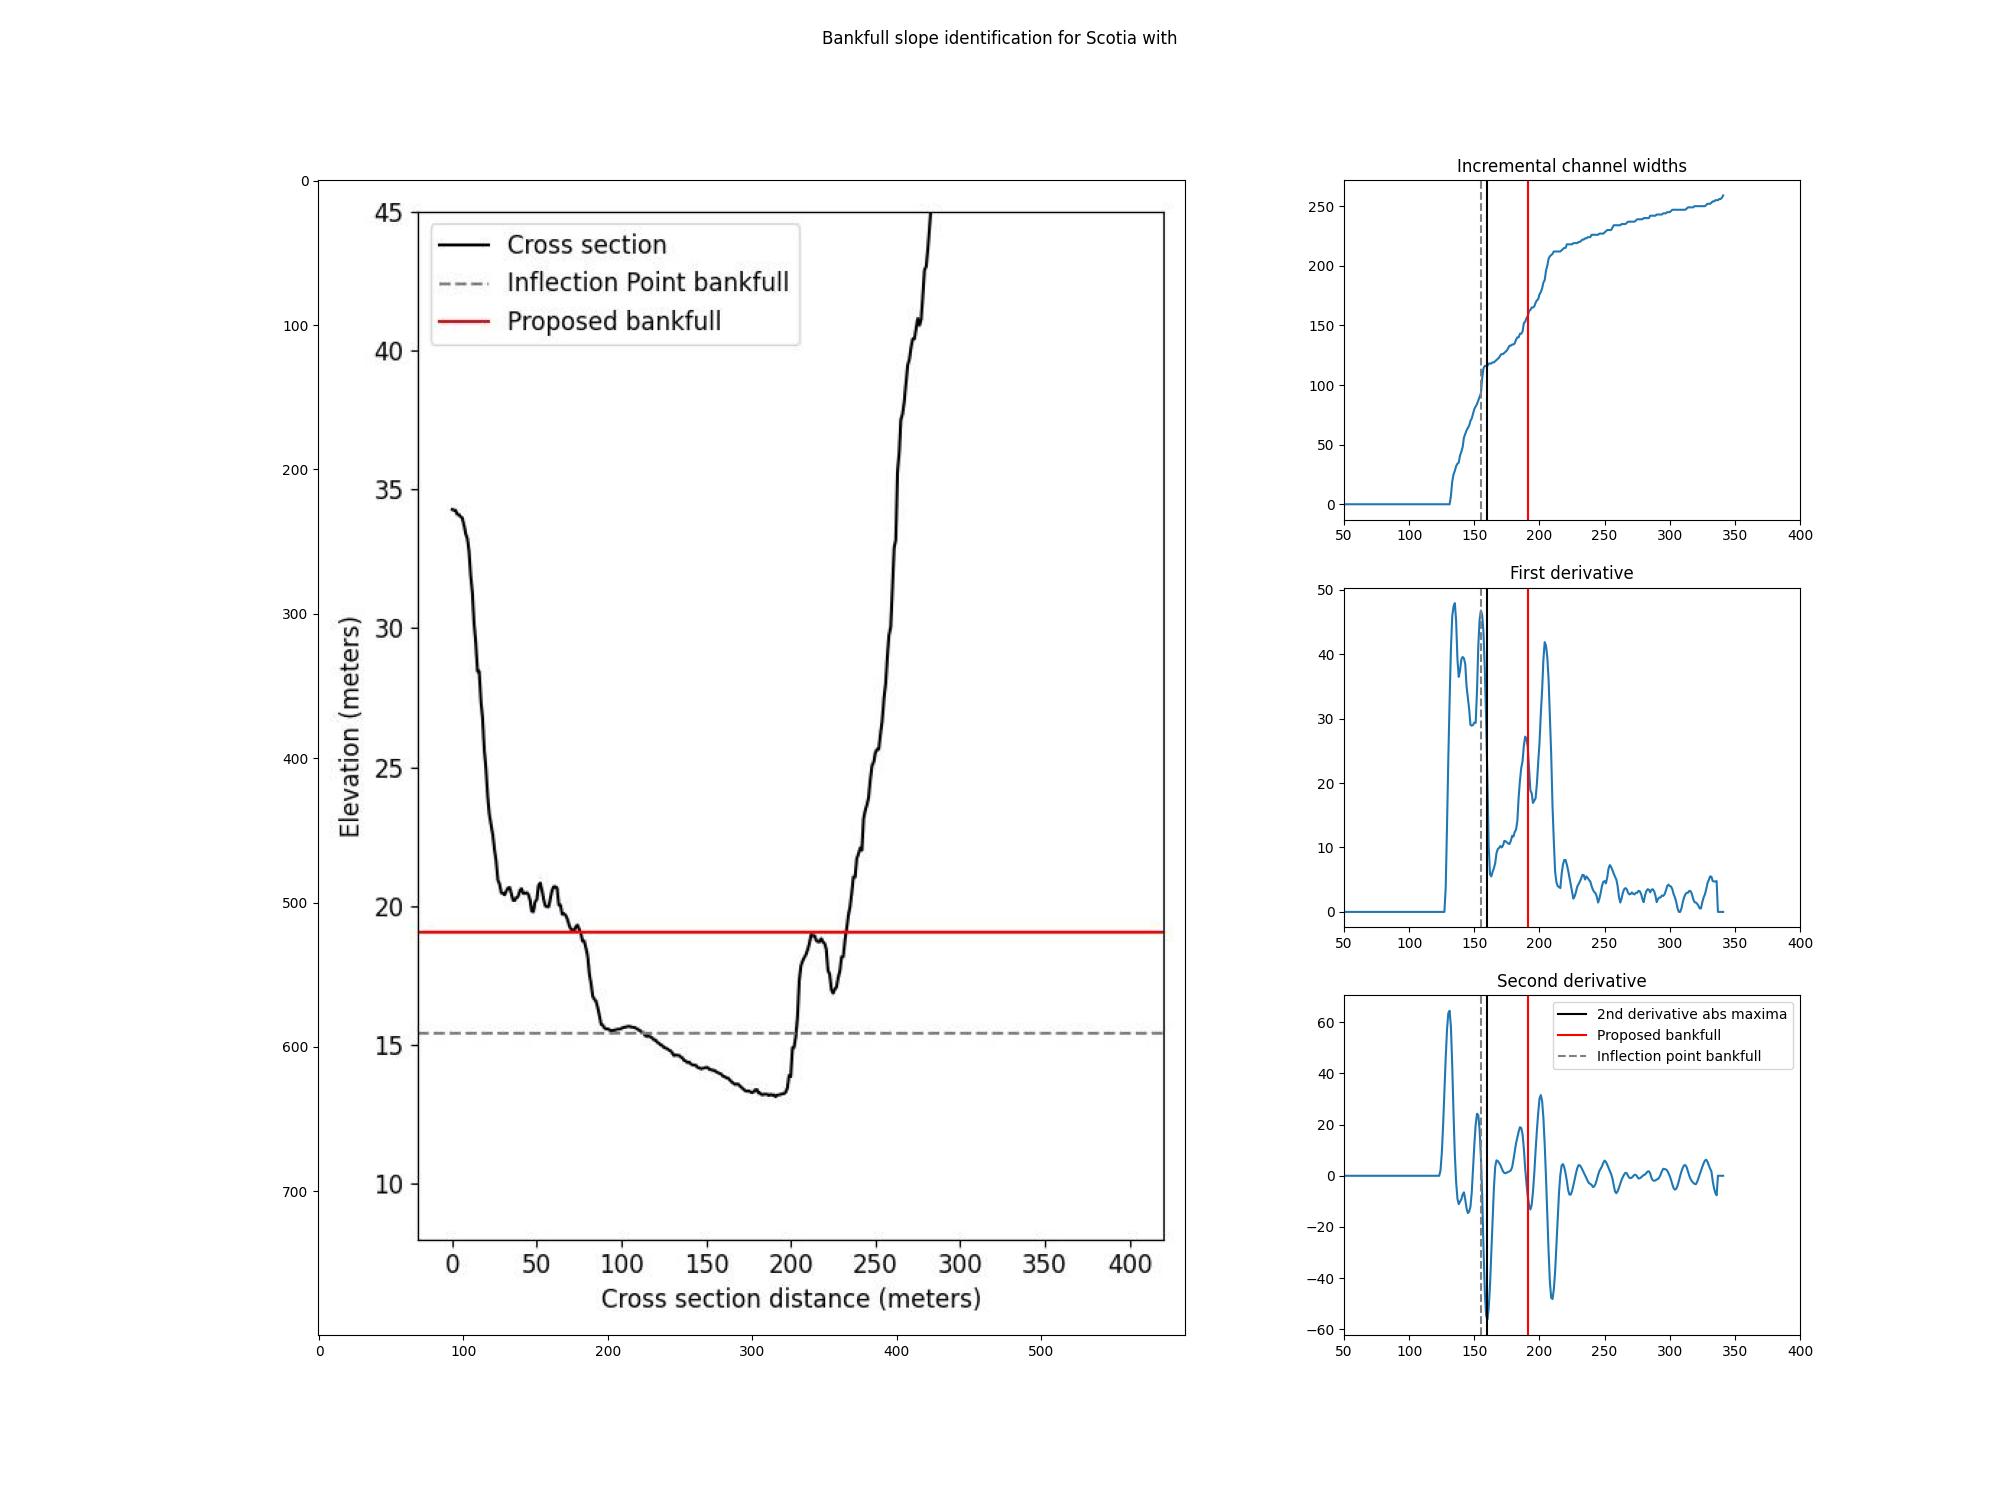 Bankfull slope identification for Scotia with
0
100
200
300
400
500
600
700
0 100 200 300 400 500
Cross section
Inflection Point bankfull
Proposed bankfull
45
40
35
30
25
20
15
10
Elevation (meters)
0 50 100 150 200 250 300 350 400
Cross section distance (meters)
Incremental channel widths
250
200
150
100
50
0
50 100 150 200 250 300 350 400
First derivative
50
40
30
20
10
0
50 100 150 200 250 300 350 400
Second derivative
2nd derivative abs maxima
Proposed bankfull
Inflection point bankfull
60
40
20
0
−20
−40
−60
50 100 150 200 250 300 350 400